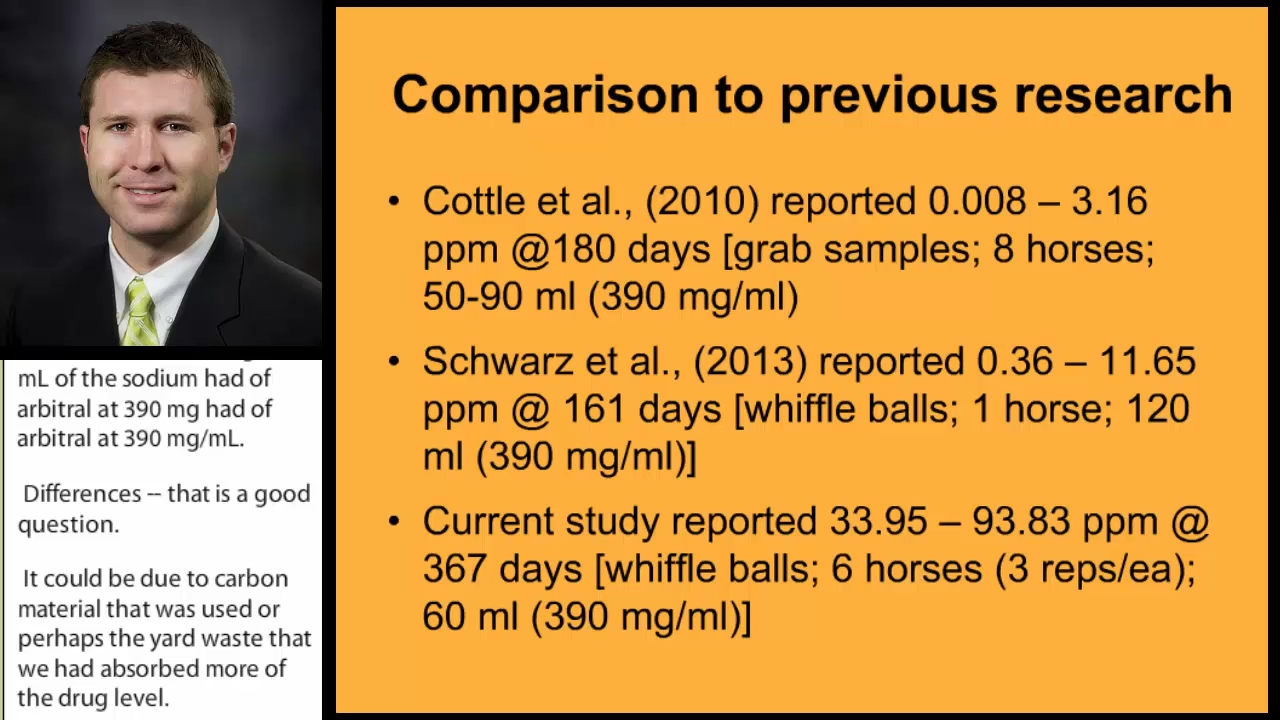 Comparison to previous research
• Cottle et al., (2010) reported 0.008 – 3.16
ppm @180 days [grab samples; 8 horses;
50-90 ml (390 mg/ml)
• Schwarz et al., (2013) reported 0.36 – 11.65
ppm @ 161 days [whiffle balls; 1 horse; 120
ml (390 mg/ml)]
• Current study reported 33.95 – 93.83 ppm @
367 days [whiffle balls; 6 horses (3 reps/ea);
60 ml (390 mg/ml)]
mL of the sodium had of
arbitral at 390 mg had of
arbitral at 390 mg/mL.
Differences -- that is a good
question.
It could be due to carbon
material that was used or
perhaps the yard waste that
we had absorbed more of
the drug level.